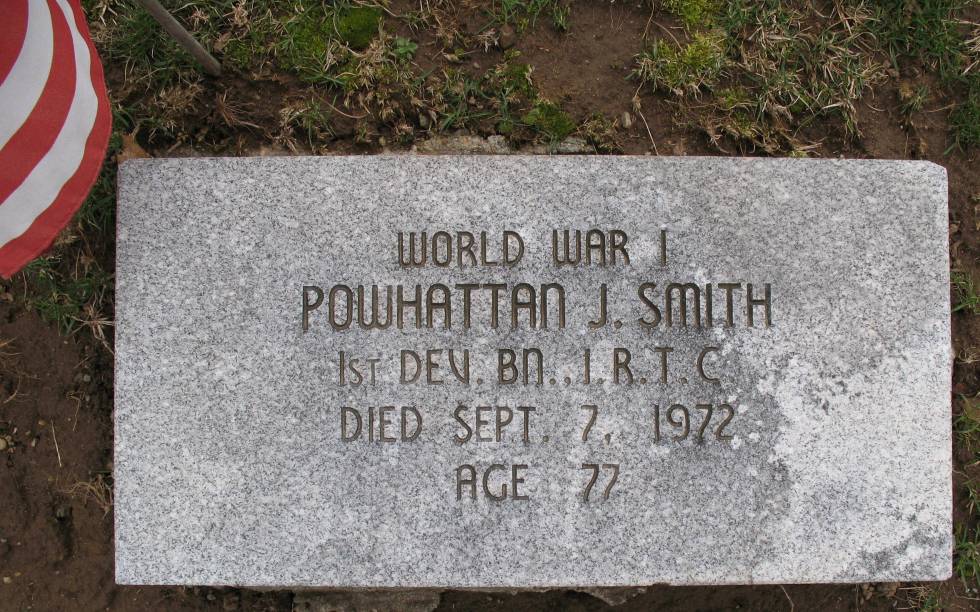 WORLD WAR I
POWHATTAN J. SMITH
1ST DEV. BN., I.R.T.C
DIED SEPT. 7, 1972
AGE 77